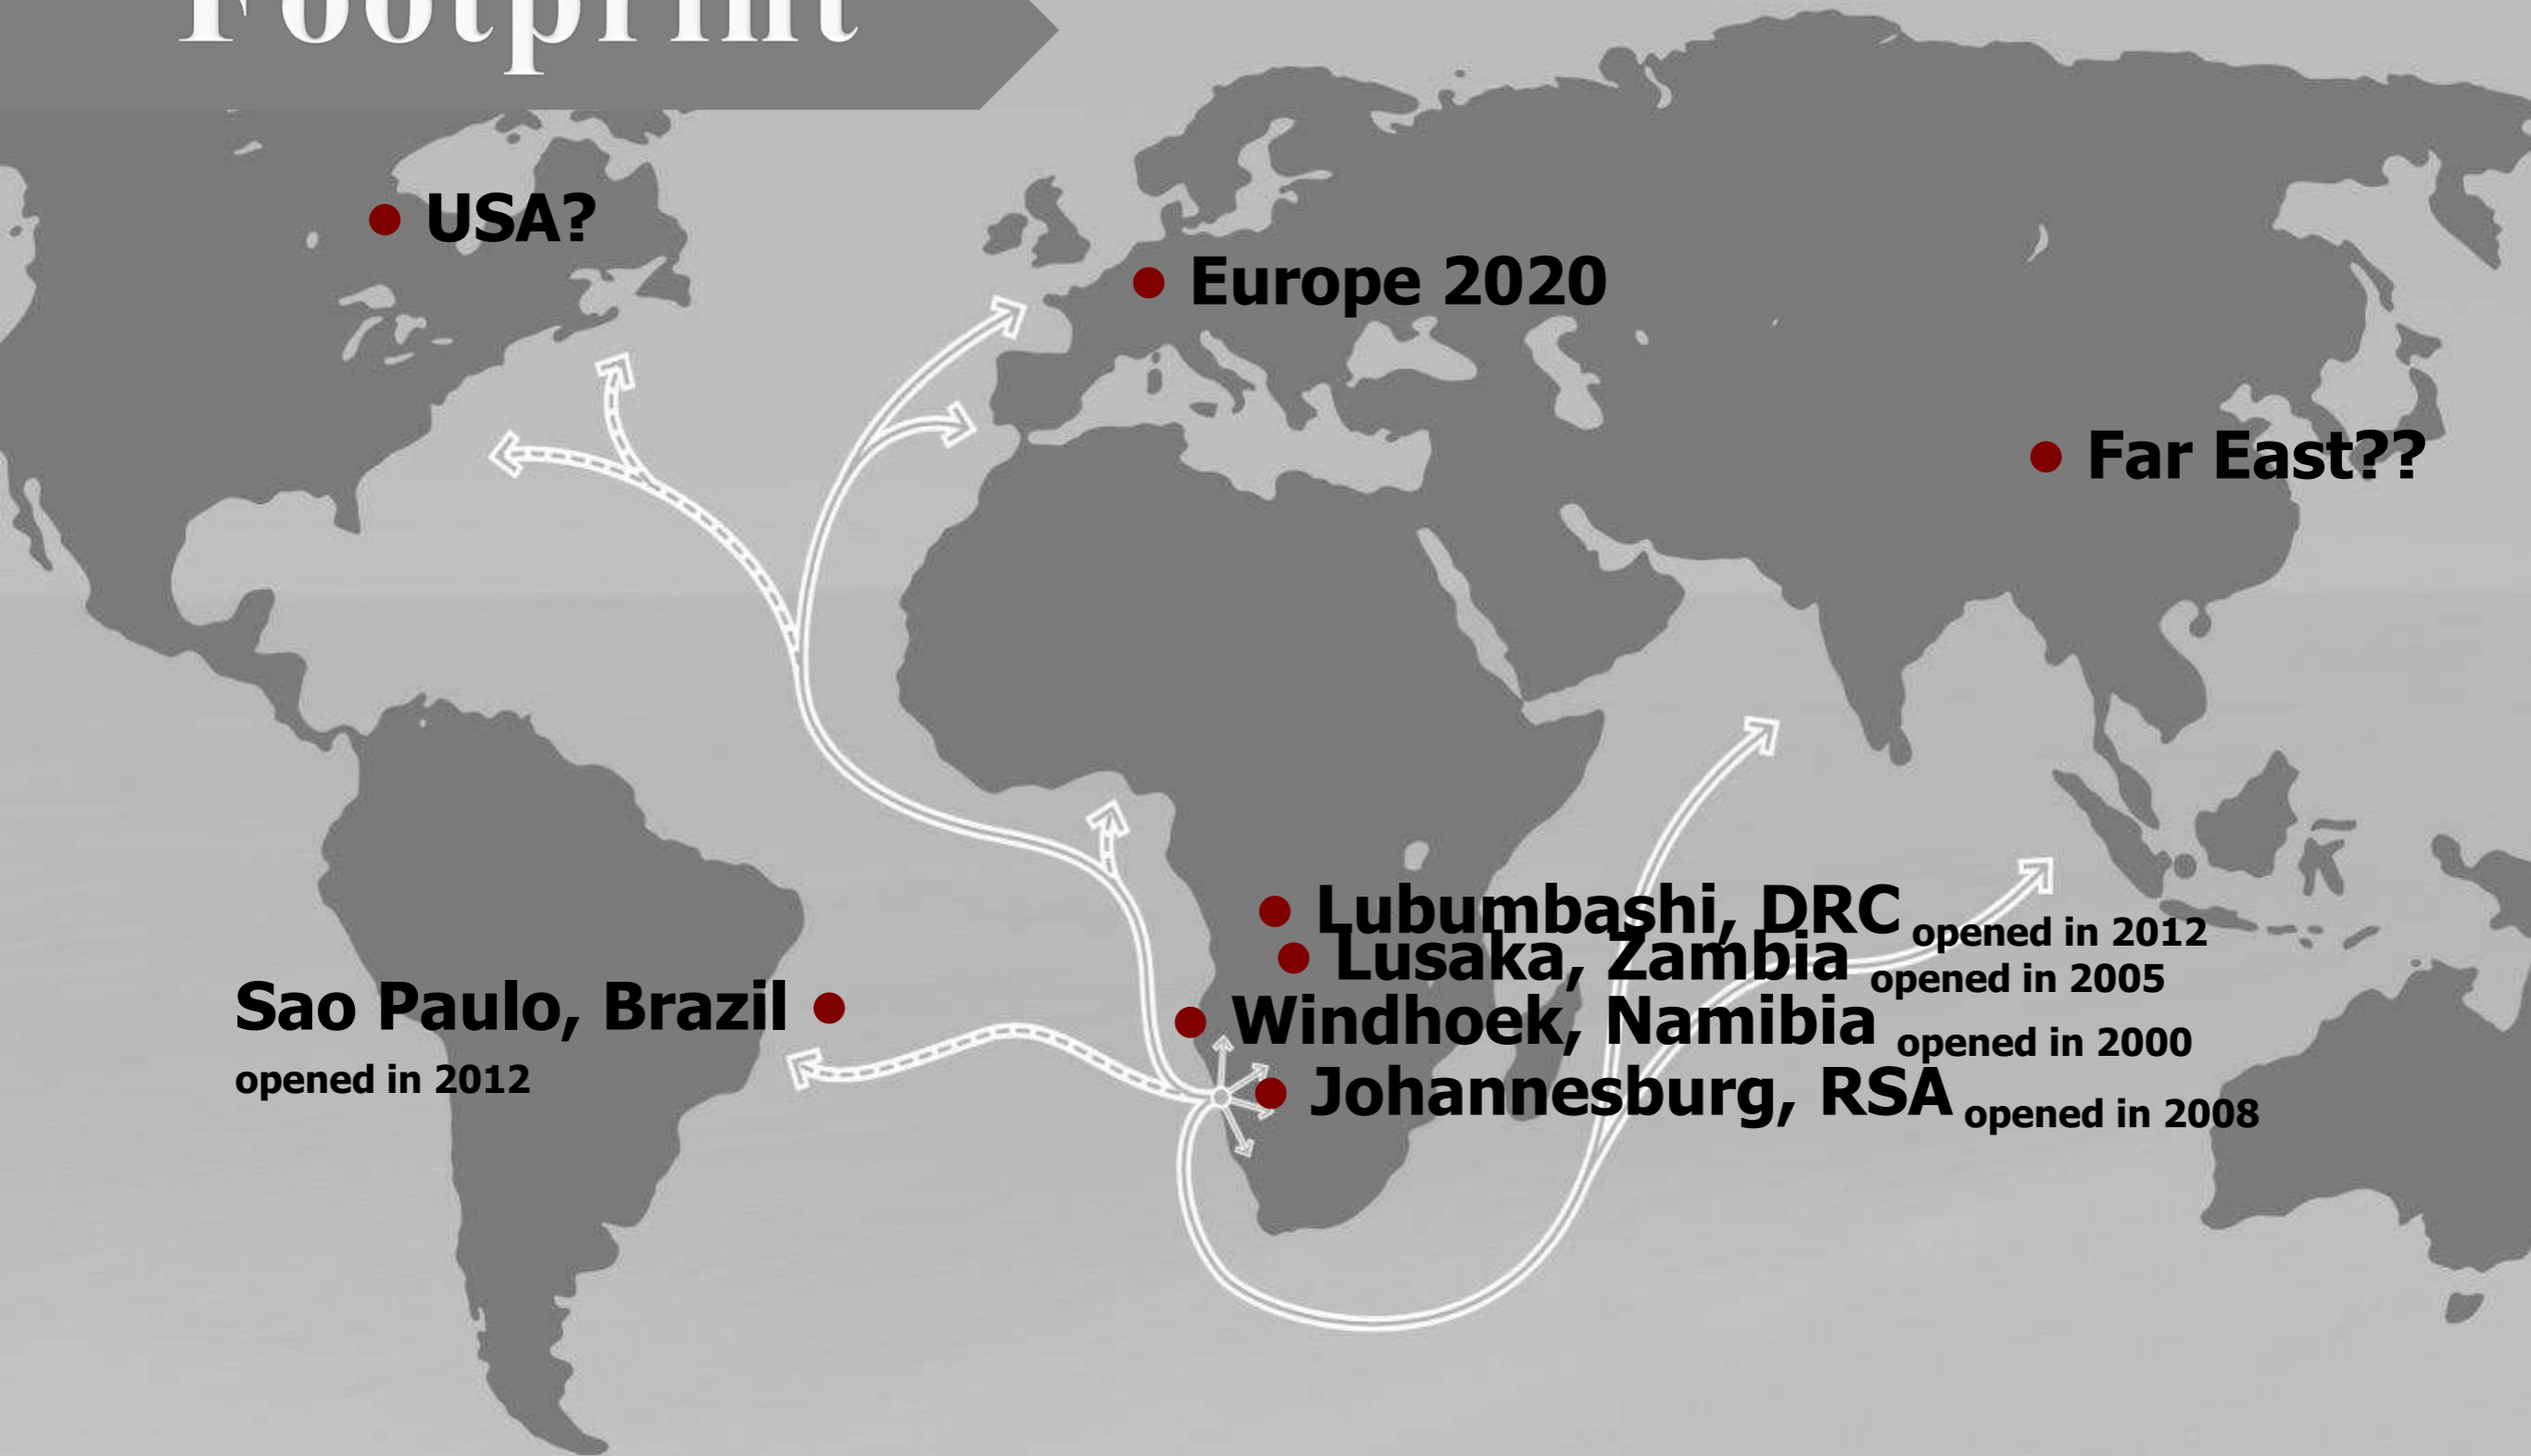 Footprint
USA?
Europe 2020
Far East??
Lubumbashi, DRC opened in 2012
Lusaka, Zambia opened in 2005
Sao Paulo, Brazil
opened in 2012
Windhoek, Namibia opened in 2000
Johannesburg, RSA opened in 2008